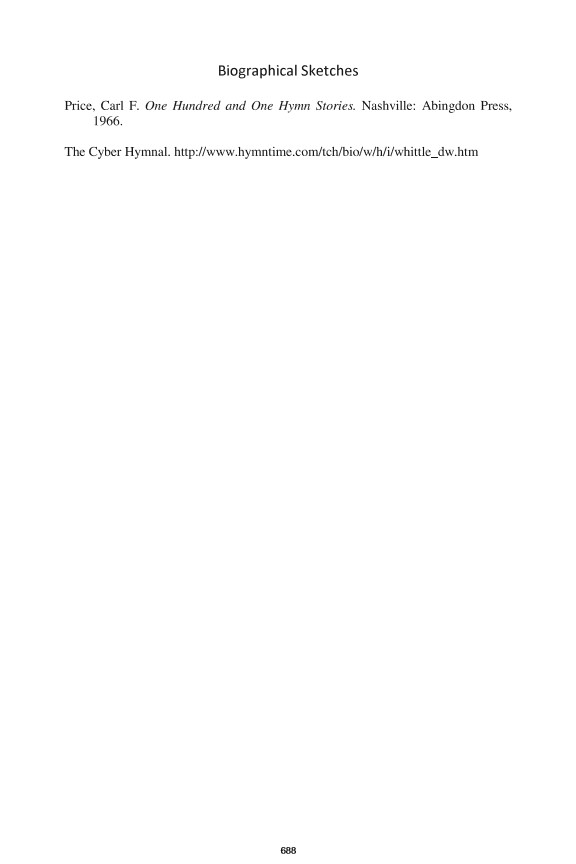 Biographical Sketches
Price, Carl F. One Hundred and One Hymn Stories. Nashville: Abingdon Press,
1966.
The Cyber Hymnal. http://www.hymntime.com/tch/bio/w/h/i/whittle_dw.htm
688